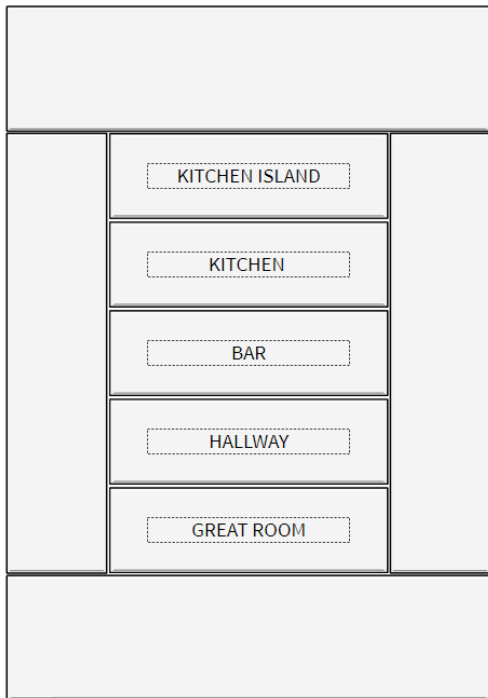 KITCHEN ISLAND
KITCHEN
BAR
HALLWAY
GREAT ROOM